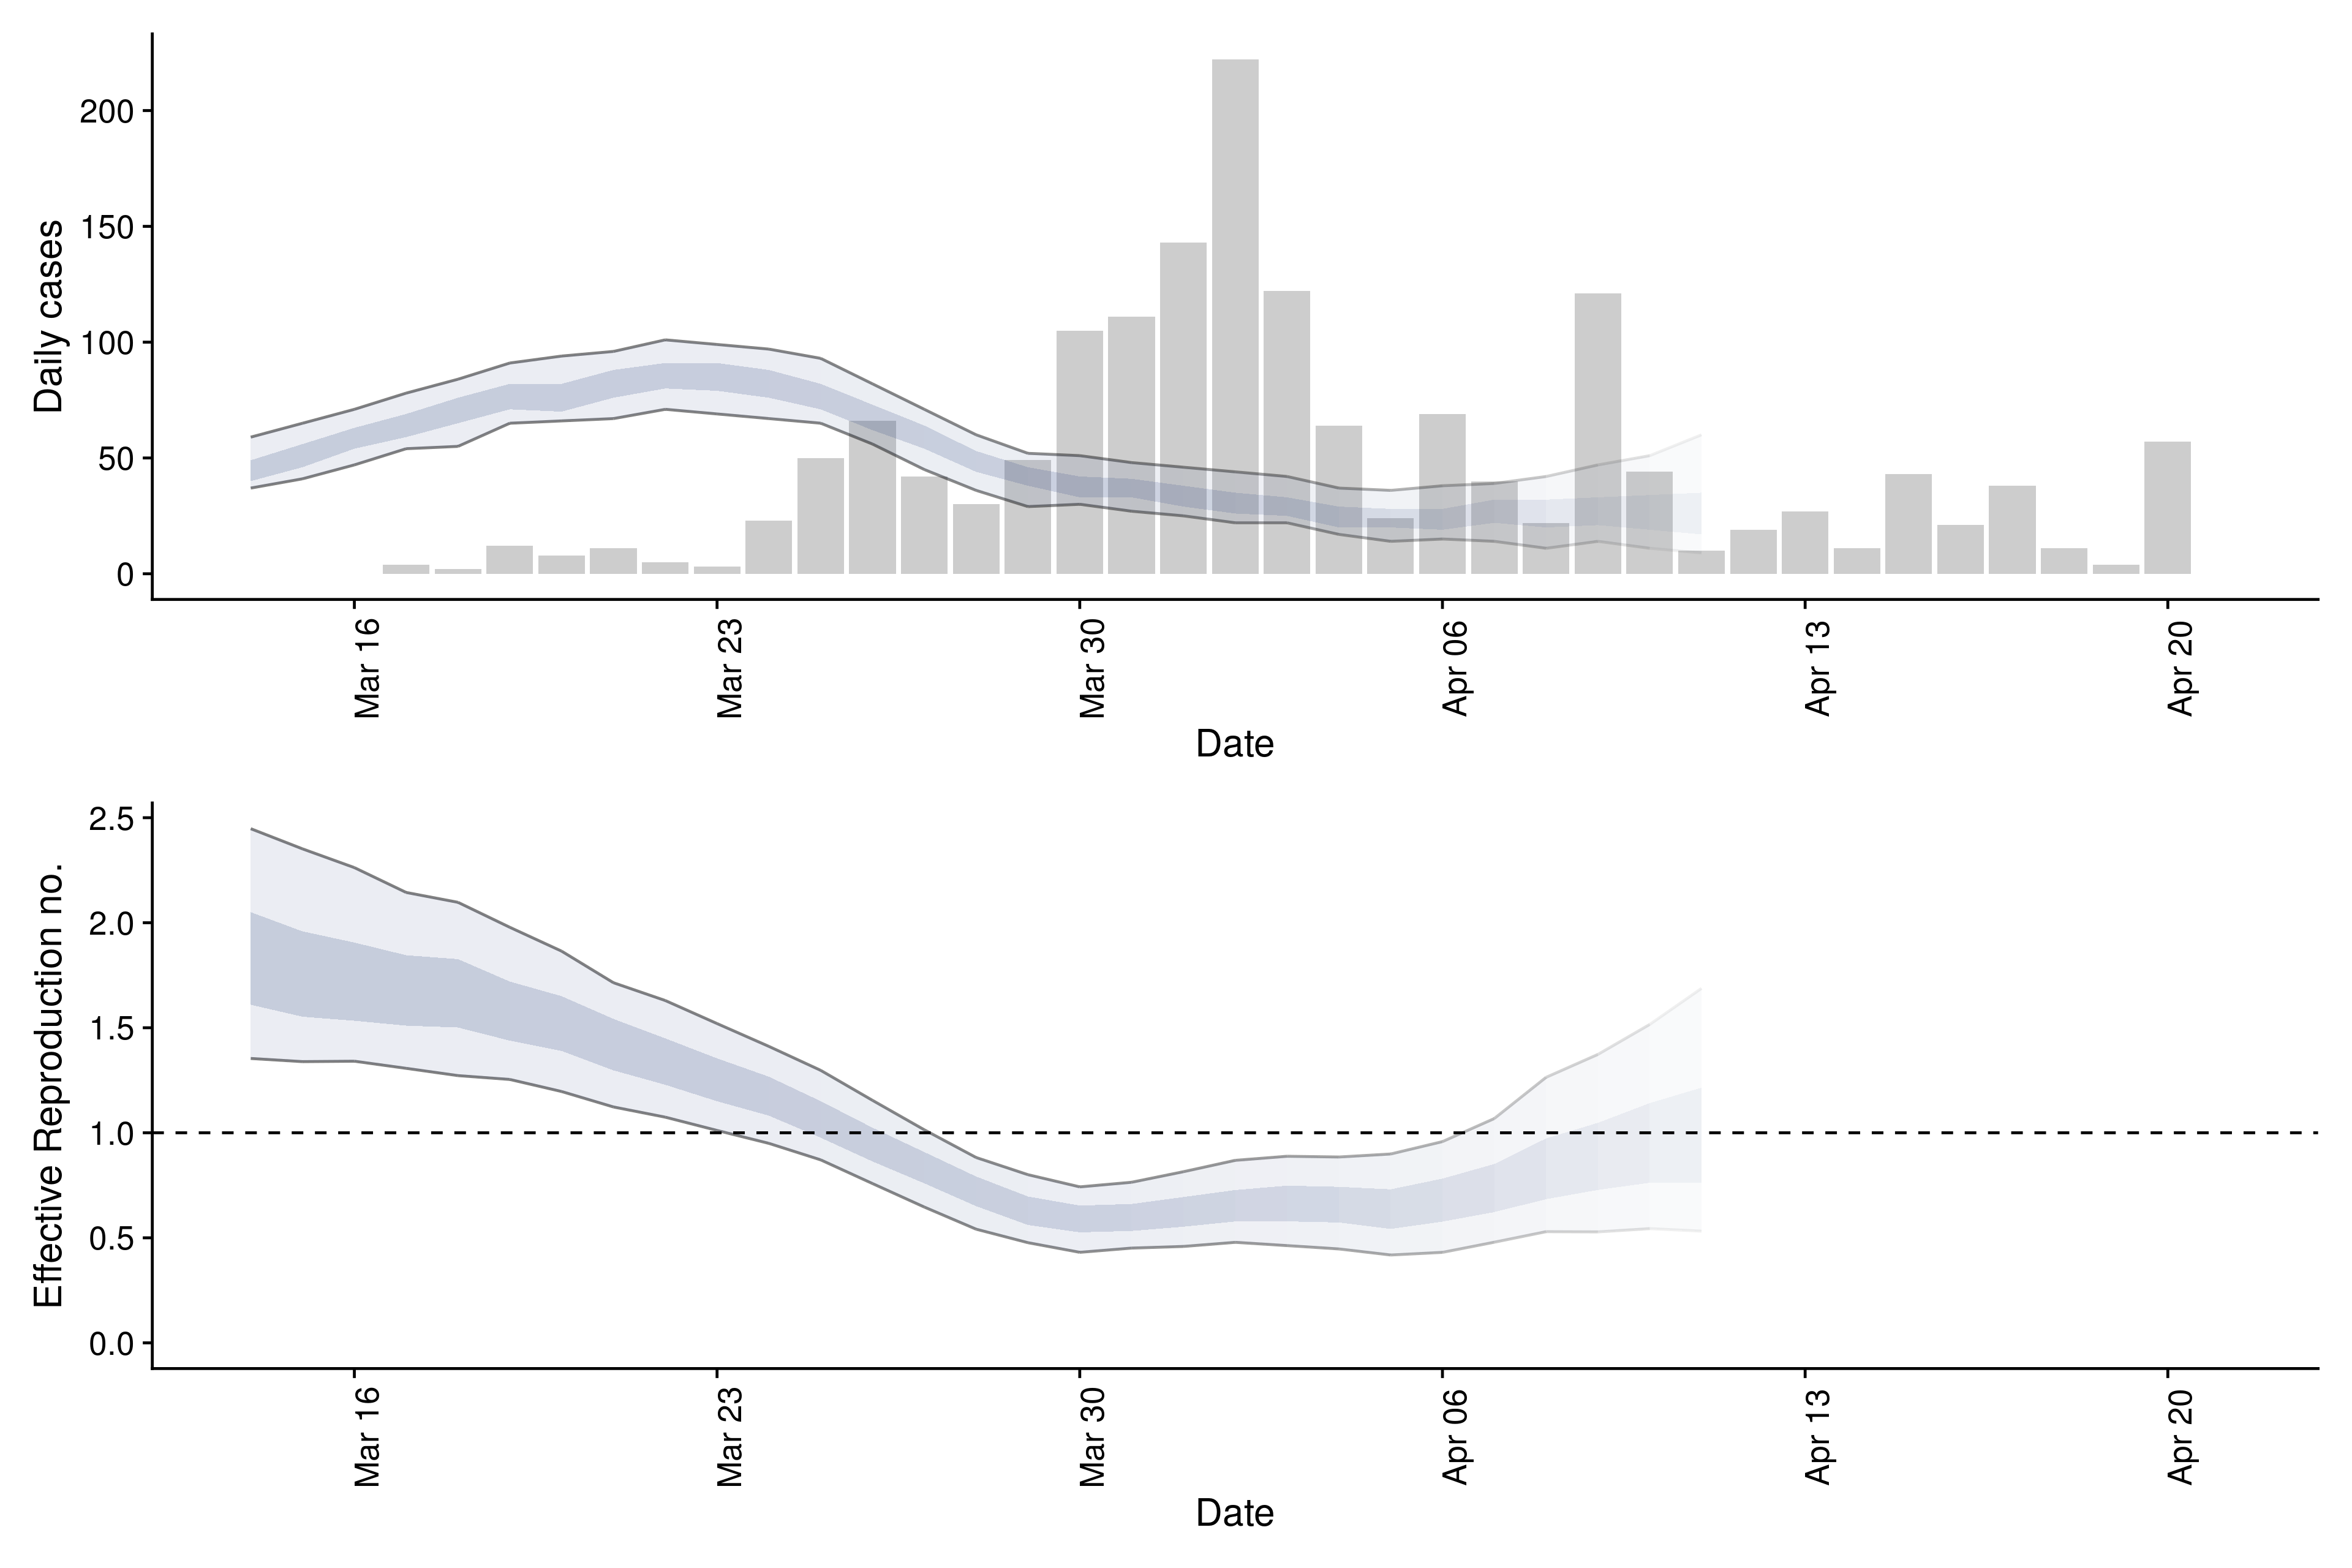 Daily cases
200
150
100
50
0
Mar 16
Mar 23
Mar 30
Apr 06
Apr 13
Apr 20
Date
Effective Reproduction no.
2.5
2.0
1.5
1.0
0.5
0.0
Mar 16
Mar 23
Mar 30
Apr 06
Apr 13
Apr 20
Date